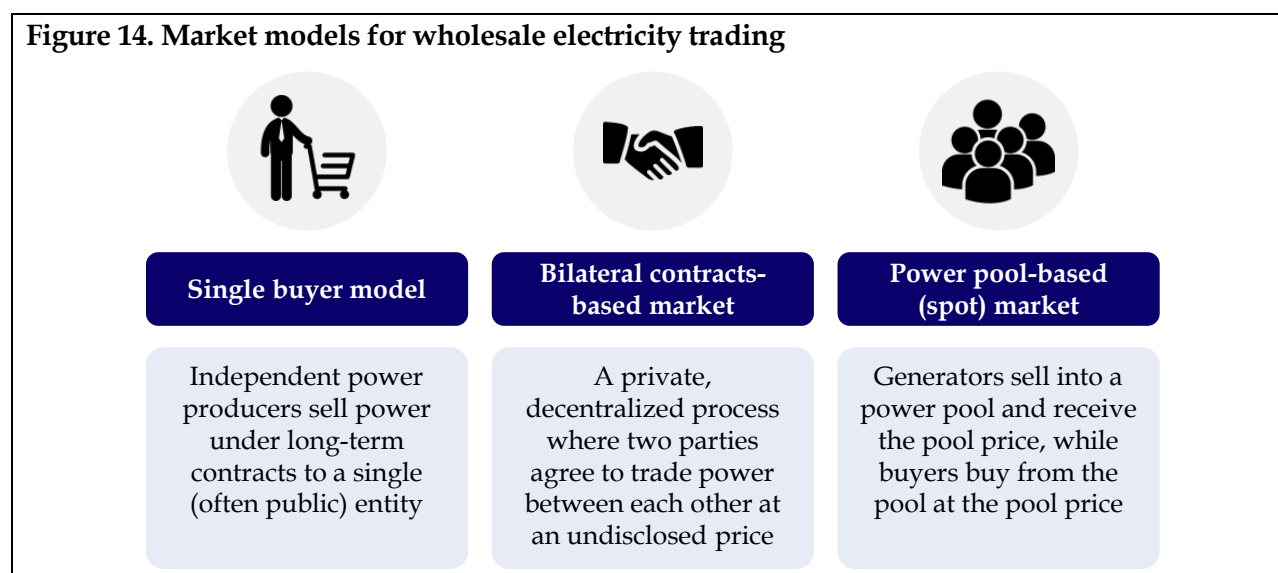 Figure 14. Market models for wholesale electricity trading
Single buyer model
Independent power
producers sell power
under long-term
contracts to a single
(often public) entity
Bilateral contracts-
based market
A private,
decentralized process
where two parties
agree to trade power
between each other at
an undisclosed price
Power pool-based
(spot) market
Generators sell into a
power pool and receive
the pool price, while
buyers buy from the
pool at the pool price